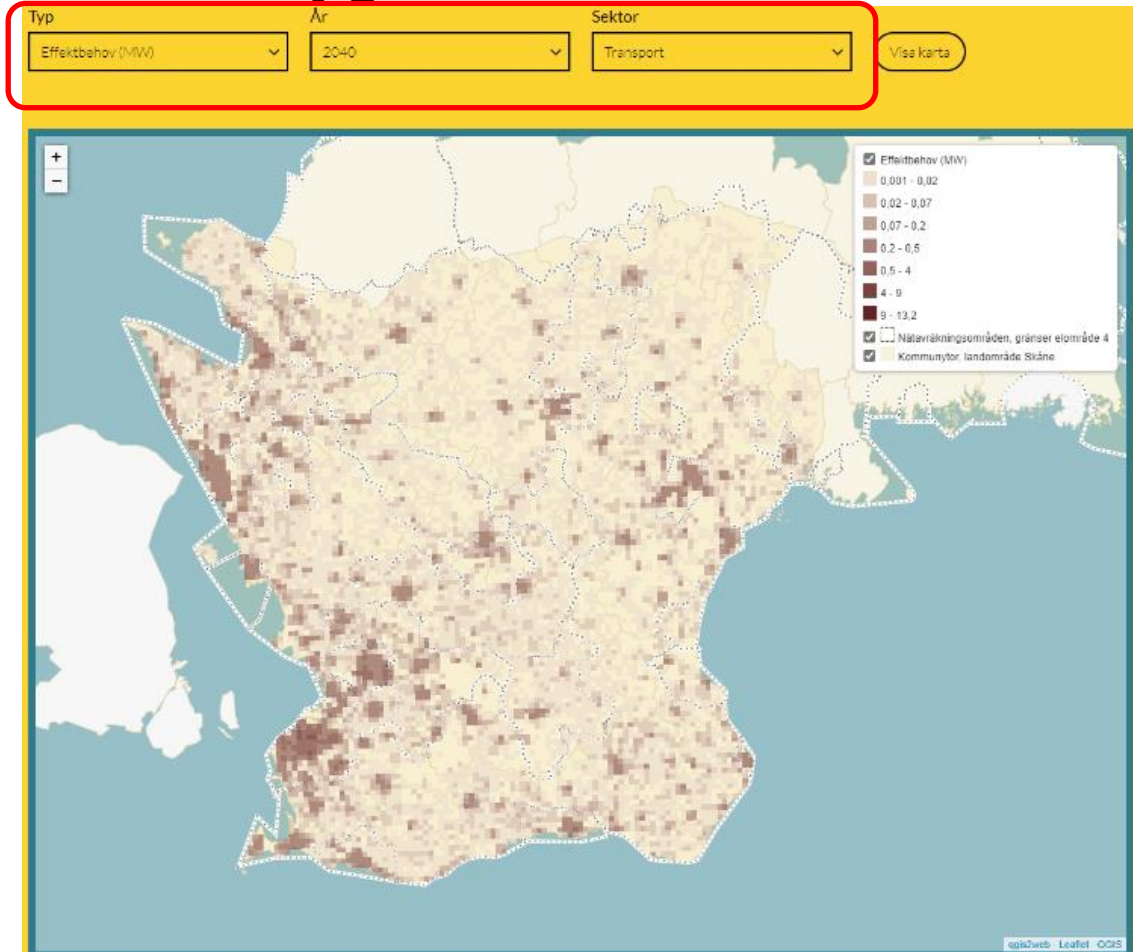 Typ År Sektor
Effektbehov (MW) 2040 Transport Visa karta
+
−
Effektbehov (MW)
0,001 - 0,02
0,02 - 0,07
0,07 - 0,2
0,2 - 0,5
0,5 - 4
4 - 9
9 - 13,2
Nätavräkningsområden, gränser elområde 4
Kommunytor, landområde Skåne
qgis2web Leaflet QGIS